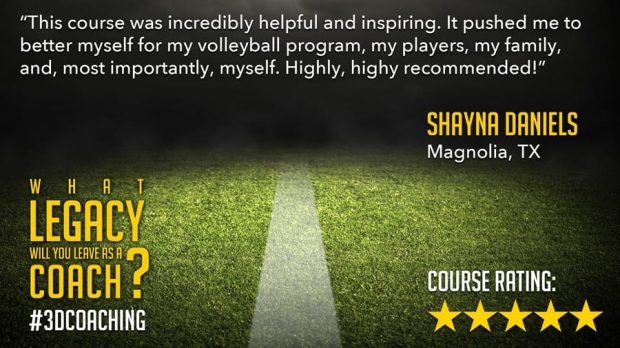 “This course was incredibly helpful and inspiring. It pushed me to
better myself for my volleyball program, my players, my family,
and, most importantly, myself. Highly, highy recommended!”
SHAYNA DANIELS
Magnolia, TX
WHAT
LEGACY
WILL YOU LEAVE AS A
COACH?
#3DCOACHING
COURSE RATING: